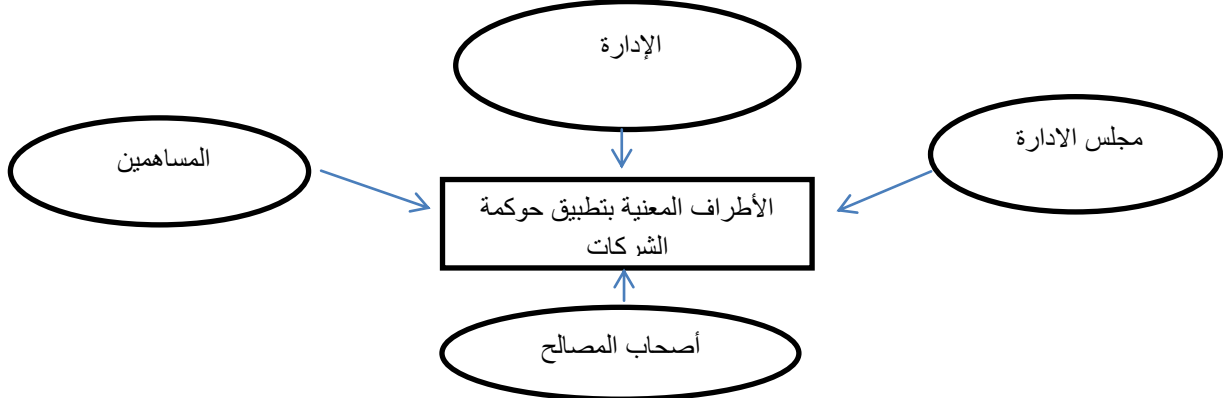 الإدارة
مجلس الادارة
المساهمين
الأطراف المعنية بتطبيق حوكمة
الشركات
أصحاب المصالح